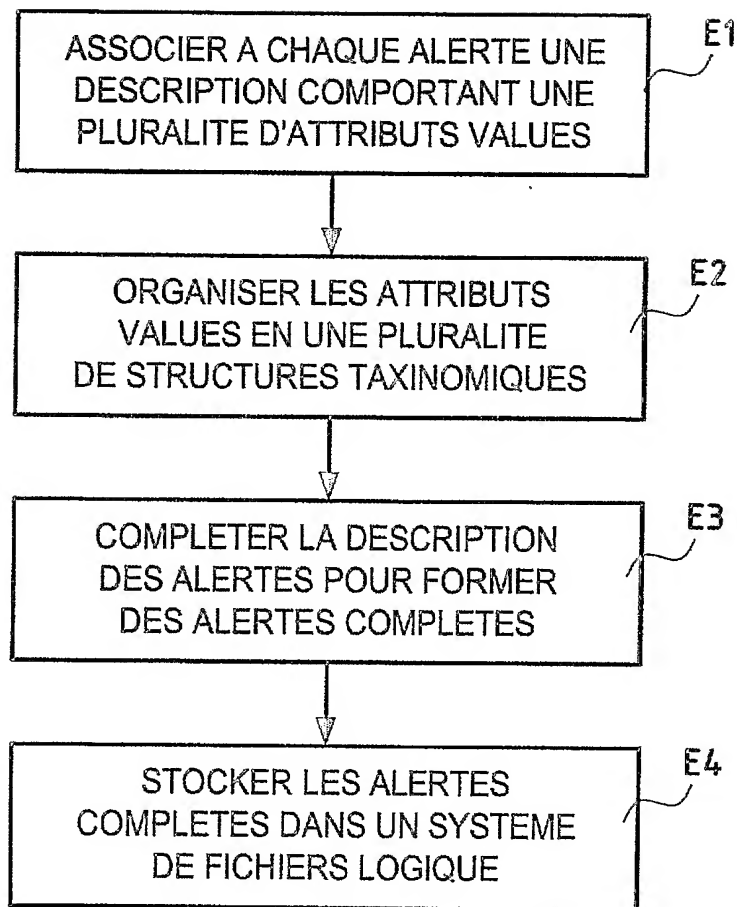 ASSOCIER A CHAQUE ALERTE UNE
DESCRIPTION COMPORTANT UNE
PLURALITE D'ATTRIBUTS VALUES
E1
ORGANISER LES ATTRIBUTS
VALUES EN UNE PLURALITE
DE STRUCTURES TAXINOMIQUES
E2
COMPLETER LA DESCRIPTION
DES ALERTES POUR FORMER
DES ALERTES COMPLETES
E3
STOCKER LES ALERTES
COMPLETES DANS UN SYSTEME
DE FICHIERS LOGIQUE
E4